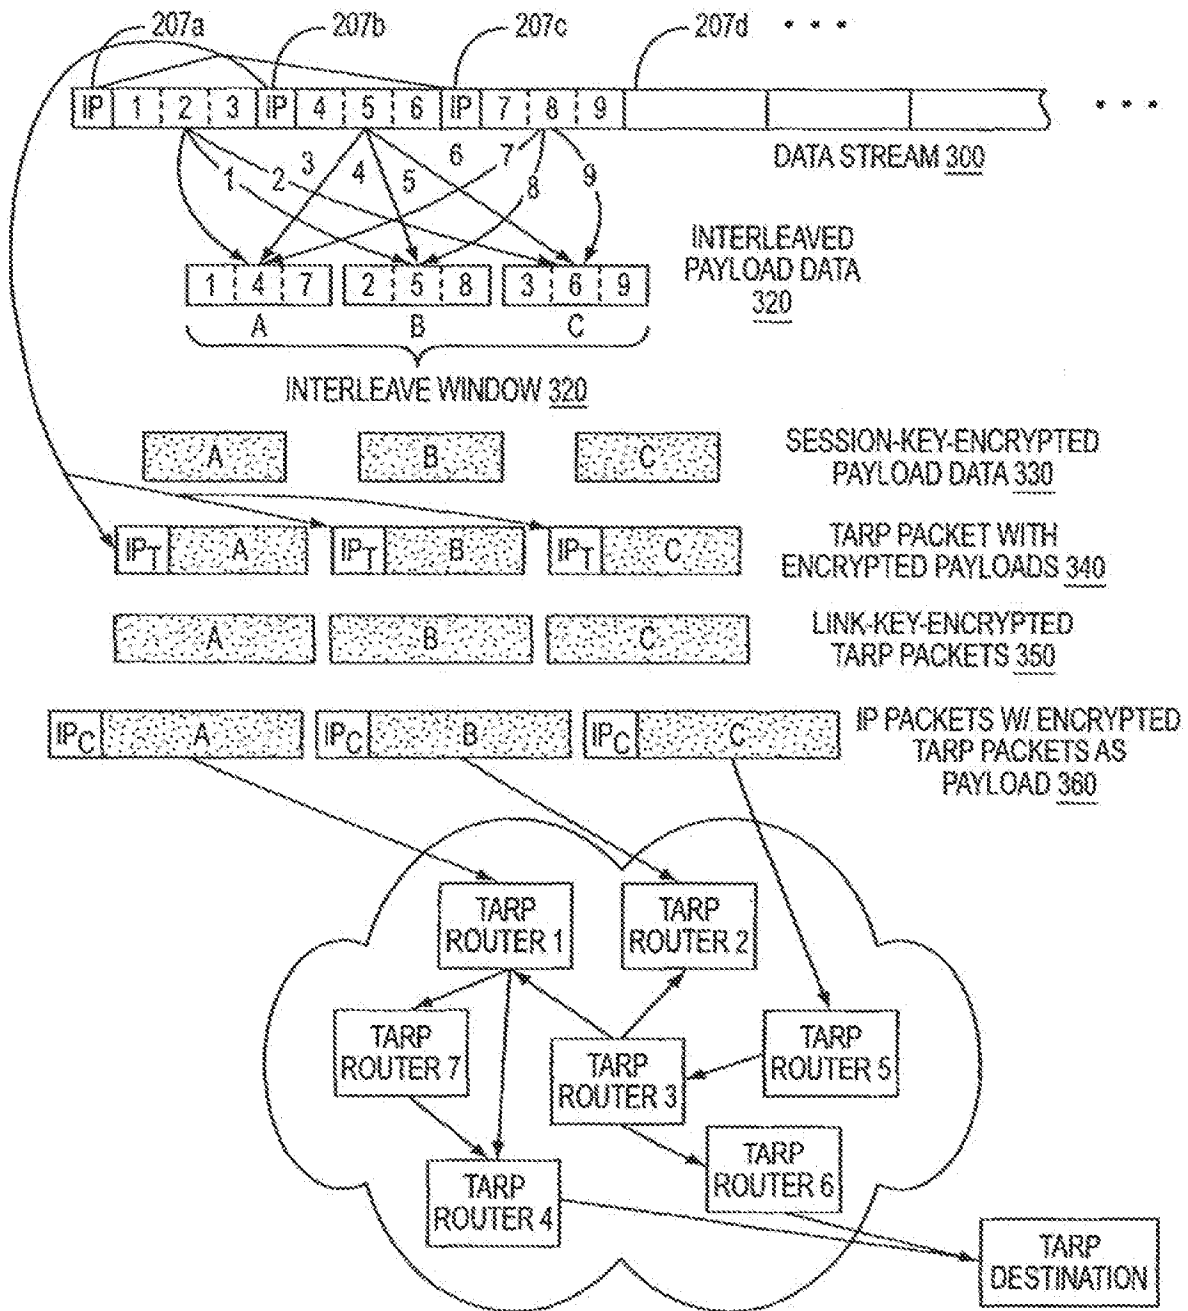 207a 207b 207c 207d • • •
IP 1 2 3 IP 4 5 6 IP 7 8 9 • • •
DATA STREAM 300
1 2 3 4 5 6 7 8 9
INTERLEAVED
PAYLOAD DATA
320
1 4 7 2 5 8 3 6 9
A B C
INTERLEAVE WINDOW 320
A B C
SESSION-KEY-ENCRYPTED
PAYLOAD DATA 330
IPT A IPT B IPT C
TARP PACKET WITH
ENCRYPTED PAYLOADS 340
A B C
LINK-KEY-ENCRYPTED
TARP PACKETS 350
IPC A IPC B IPC C
IP PACKETS W/ ENCRYPTED
TARP PACKETS AS
PAYLOAD 360
TARP
ROUTER 1
TARP
ROUTER 2
TARP
ROUTER 7
TARP
ROUTER 3
TARP
ROUTER 5
TARP
ROUTER 4
TARP
ROUTER 6
TARP
DESTINATION